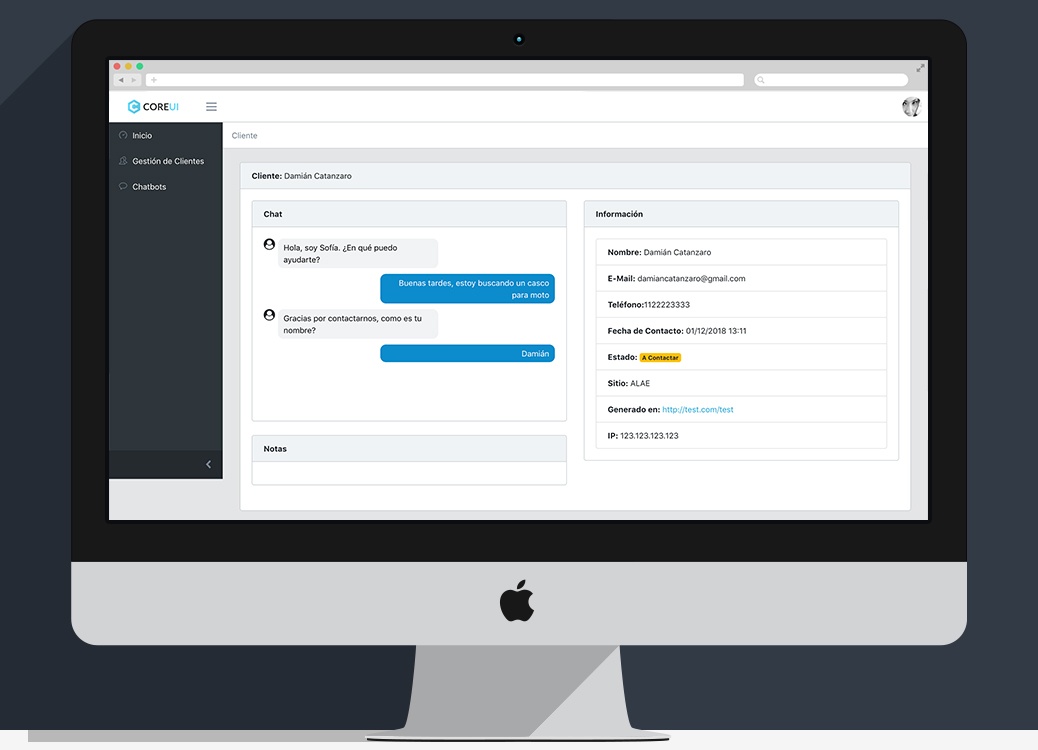 COREUI
Inicio
Gestión de Clientes
Chatbots
Cliente
Cliente: Damián Catanzaro
Chat
Hola, soy Sofía. ¿En qué puedo
ayudarte?
Buenas tardes, estoy buscando un casco
para moto
Gracias por contactarnos, como es tu
nombre?
Damián
Notas
Información
Nombre: Damián Catanzaro
E-Mail: damiancatanzaro@gmail.com
Teléfono:1122223333
Fecha de Contacto: 01/12/2018 13:11
Estado: A Contactar
Sitio: ALAE
Generado en: http://test.com/test
IP: 123.123.123.123